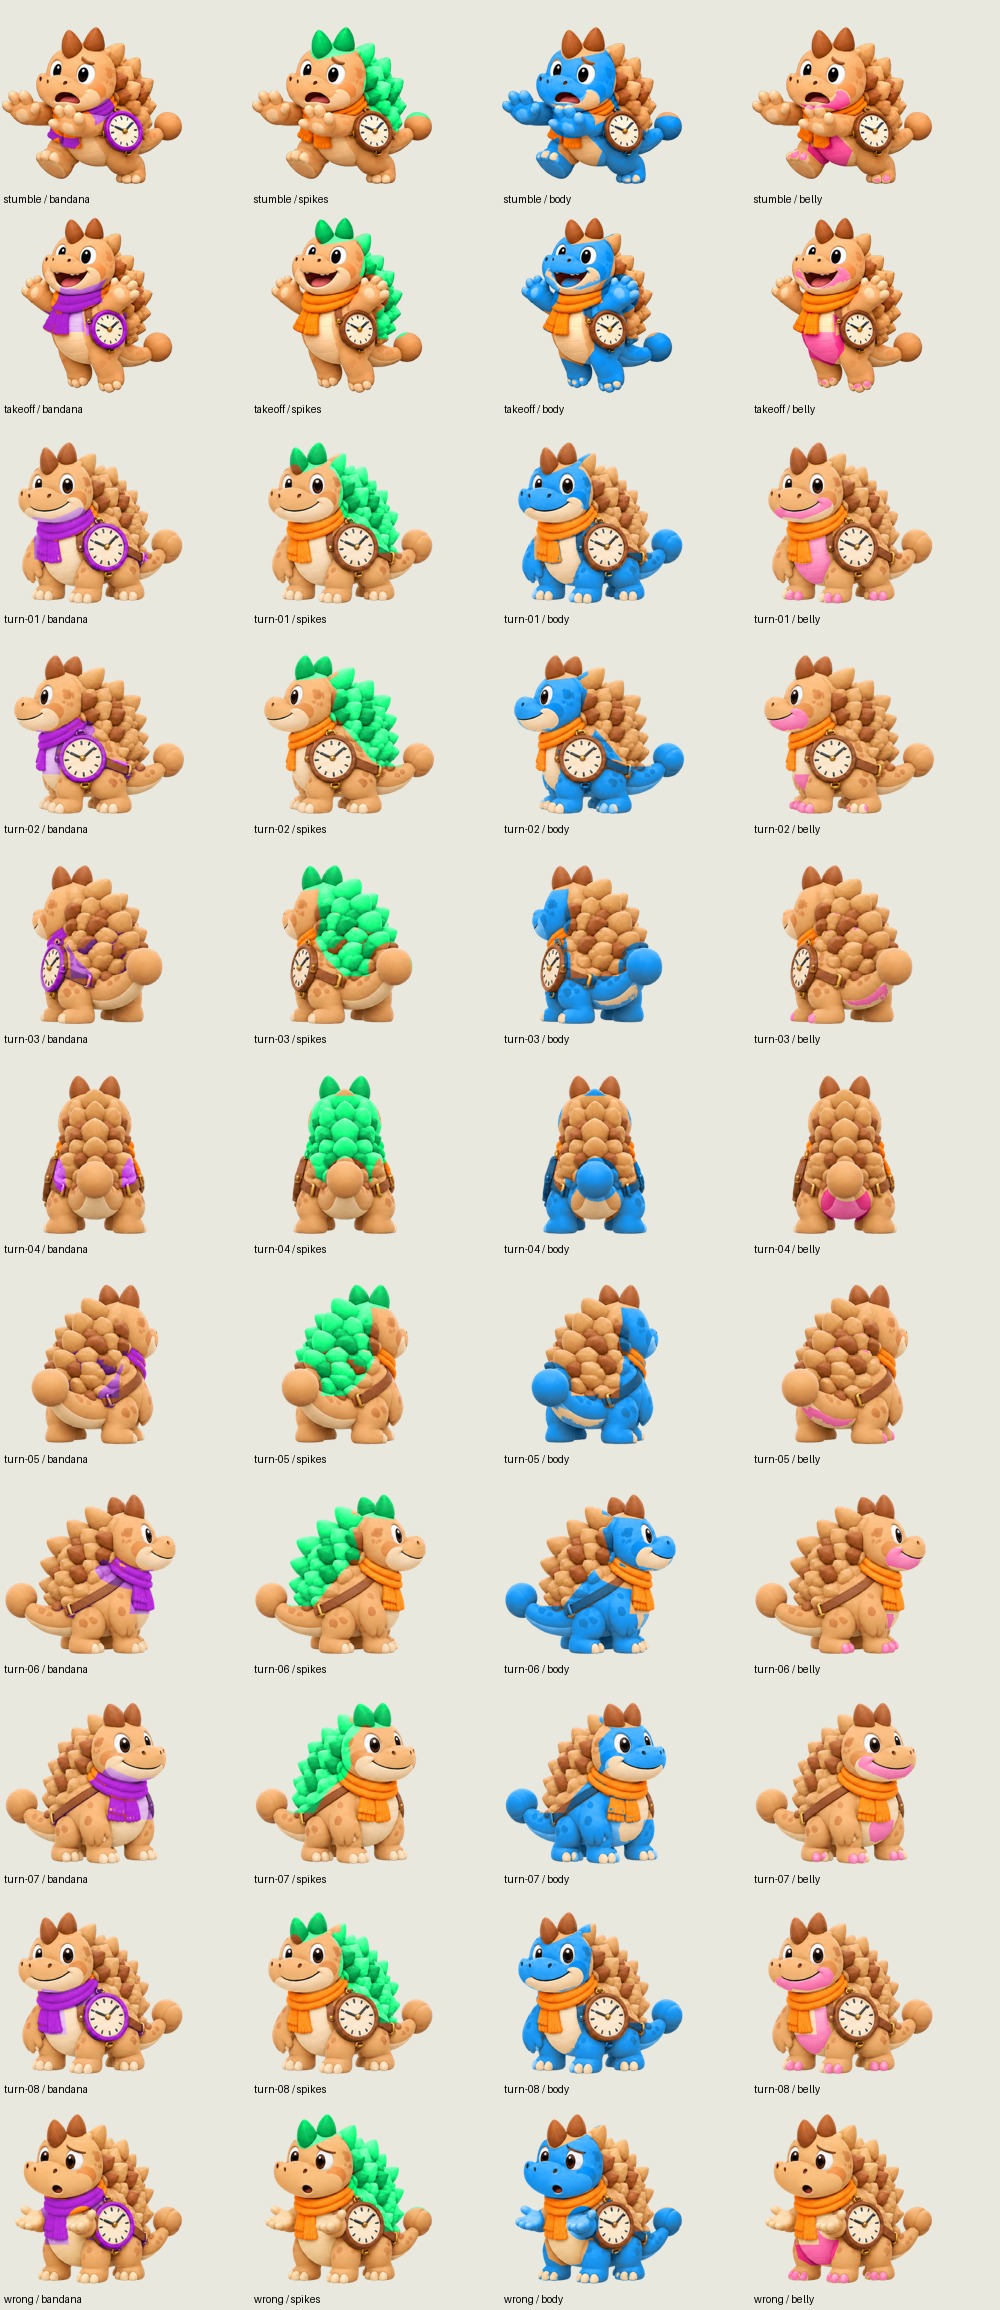 stumble / bandana
stumble / spikes
stumble / body
stumble / belly
takeoff / bandana
takeoff / spikes
takeoff / body
takeoff / belly
turn-01 / bandana
turn-01 / spikes
turn-01 / body
turn-01 / belly
turn-02 / bandana
turn-02 / spikes
turn-02 / body
turn-02 / belly
turn-03 / bandana
turn-03 / spikes
turn-03 / body
turn-03 / belly
turn-04 / bandana
turn-04 / spikes
turn-04 / body
turn-04 / belly
turn-05 / bandana
turn-05 / spikes
turn-05 / body
turn-05 / belly
turn-06 / bandana
turn-06 / spikes
turn-06 / body
turn-06 / belly
turn-07 / bandana
turn-07 / spikes
turn-07 / body
turn-07 / belly
turn-08 / bandana
turn-08 / spikes
turn-08 / body
turn-08 / belly
wrong / bandana
wrong / spikes
wrong / body
wrong / belly